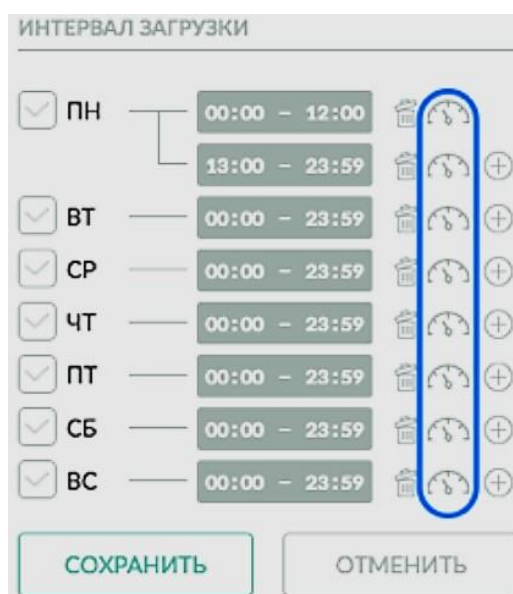 ИНТЕРВАЛ ЗАГРУЗКИ
ПН 00:00 – 12:00
13:00 – 23:59
ВТ 00:00 – 23:59
СР 00:00 – 23:59
ЧТ 00:00 – 23:59
ПТ 00:00 – 23:59
СБ 00:00 – 23:59
ВС 00:00 – 23:59
СОХРАНИТЬ ОТМЕНИТЬ